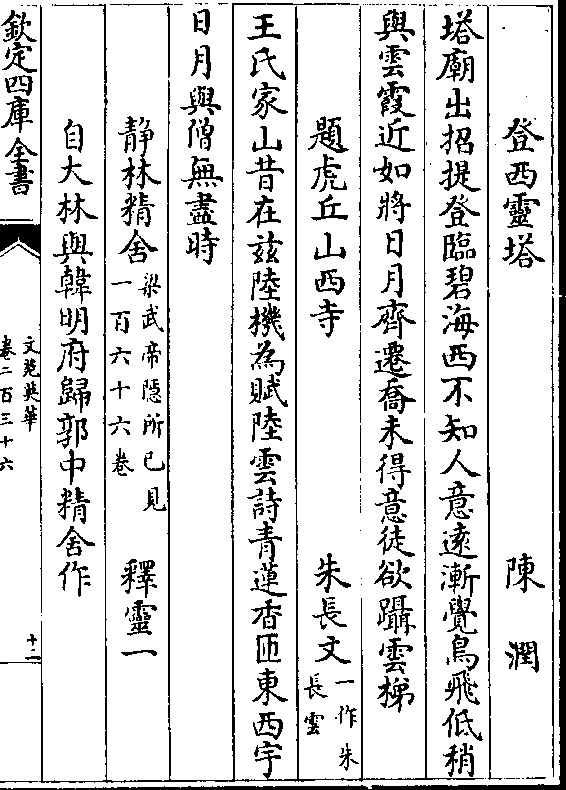 登西靈塔 陳潤
塔廟出招提登臨碧海西不知人意遠漸覺鳥飛低稍
與雲霞近如將日月齊遷喬未得意徒欲躡雲梯
題虎丘山西寺 朱長文一作朱長雲
王氏家山昔在兹陸機為賦陸雲詩青蓮香匝東西宇
日月與僧無盡時
静林精舍梁武帝隱所已見一百六十六卷 釋靈一
自大林與韓明府歸郭中精舍作
欽定四庫全書
文苑英華
卷二百三十六
十二